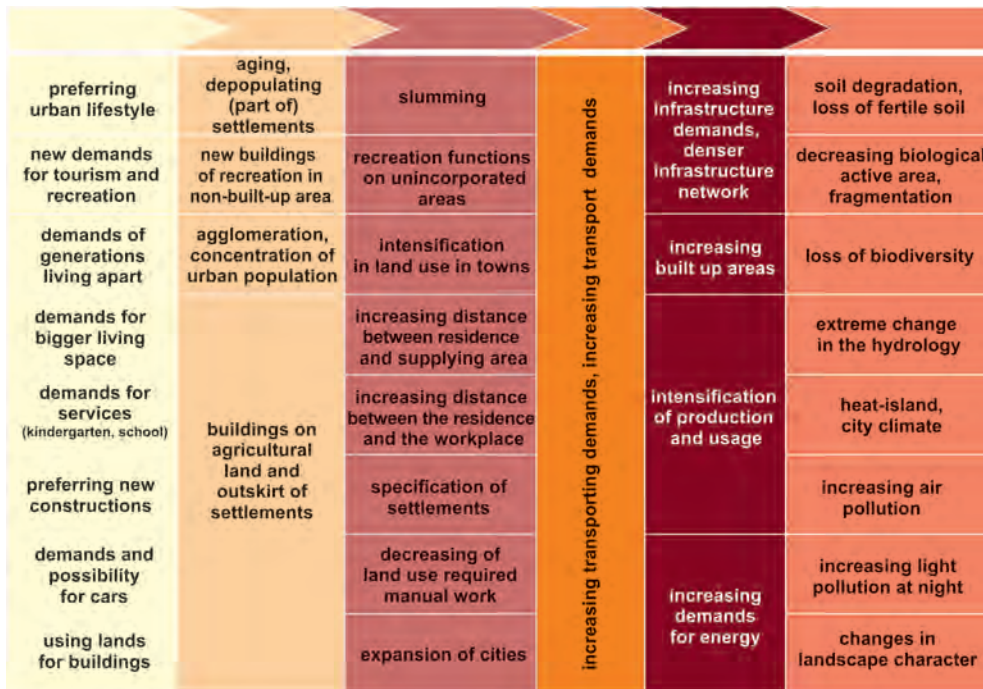 preferring
urban lifestyle
new demands
for tourism and
recreation
demands of
generations
living apart
demands for
bigger living
space
demands for
services
(kindergarten, school)
preferring new
constructions
demands and
possibility
for cars
using lands
for buildings
aging,
depopulating
(part of)
settlements
new buildings
of recreation in
non-built-up area
agglomeration,
concentration of
urban population
buildings on
agricultural
land and
outskirt of
settlements
slumming
recreation functions
on unincorporated
areas
intensification
in land use in towns
increasing distance
between residence
and supplying area
increasing distance
between the residence
and the workplace
specification of
settlements
decreasing of
land use required
manual work
expansion of cities
increasing transporting demands, increasing transport demands
increasing
infrastructure
demands,
denser
infrastructure
network
increasing
built up areas
intensification
of production
and usage
increasing
demands
for energy
soil degradation,
loss of fertile soil
decreasing biological
active area,
fragmentation
loss of biodiversity
extreme change
in the hydrology
heat-island,
city climate
increasing air
pollution
increasing light
pollution at night
changes in
landscape character